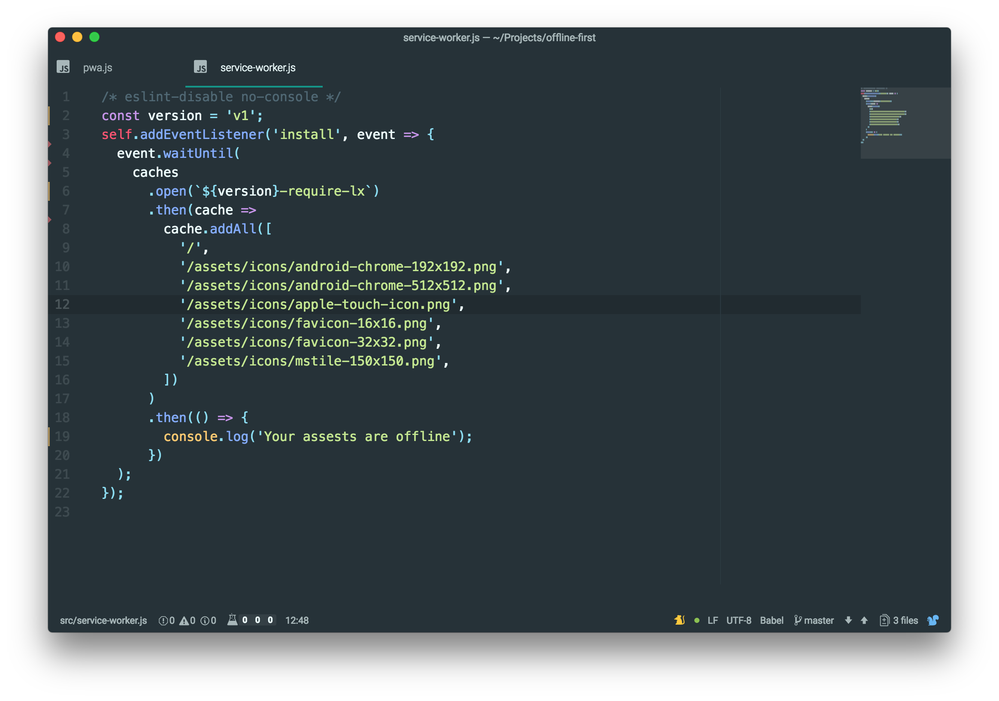 service-worker.js — ~/Projects/offline-first
JS pwa.js JS service-worker.js
1 /* eslint-disable no-console */
2 const version = 'v1';
3 self.addEventListener('install', event => {
4   event.waitUntil(
5     caches
6       .open(`${version}-require-lx`)
7       .then(cache =>
8         cache.addAll([
9           '/',
10           '/assets/icons/android-chrome-192x192.png',
11           '/assets/icons/android-chrome-512x512.png',
12           '/assets/icons/apple-touch-icon.png',
13           '/assets/icons/favicon-16x16.png',
14           '/assets/icons/favicon-32x32.png',
15           '/assets/icons/mstile-150x150.png',
16         ])
17       )
18       .then(() => {
19         console.log('Your assests are offline');
20       })
21   );
22 });
23
src/service-worker.js 0 0 0 0 0 0 12:48 LF UTF-8 Babel master 3 files